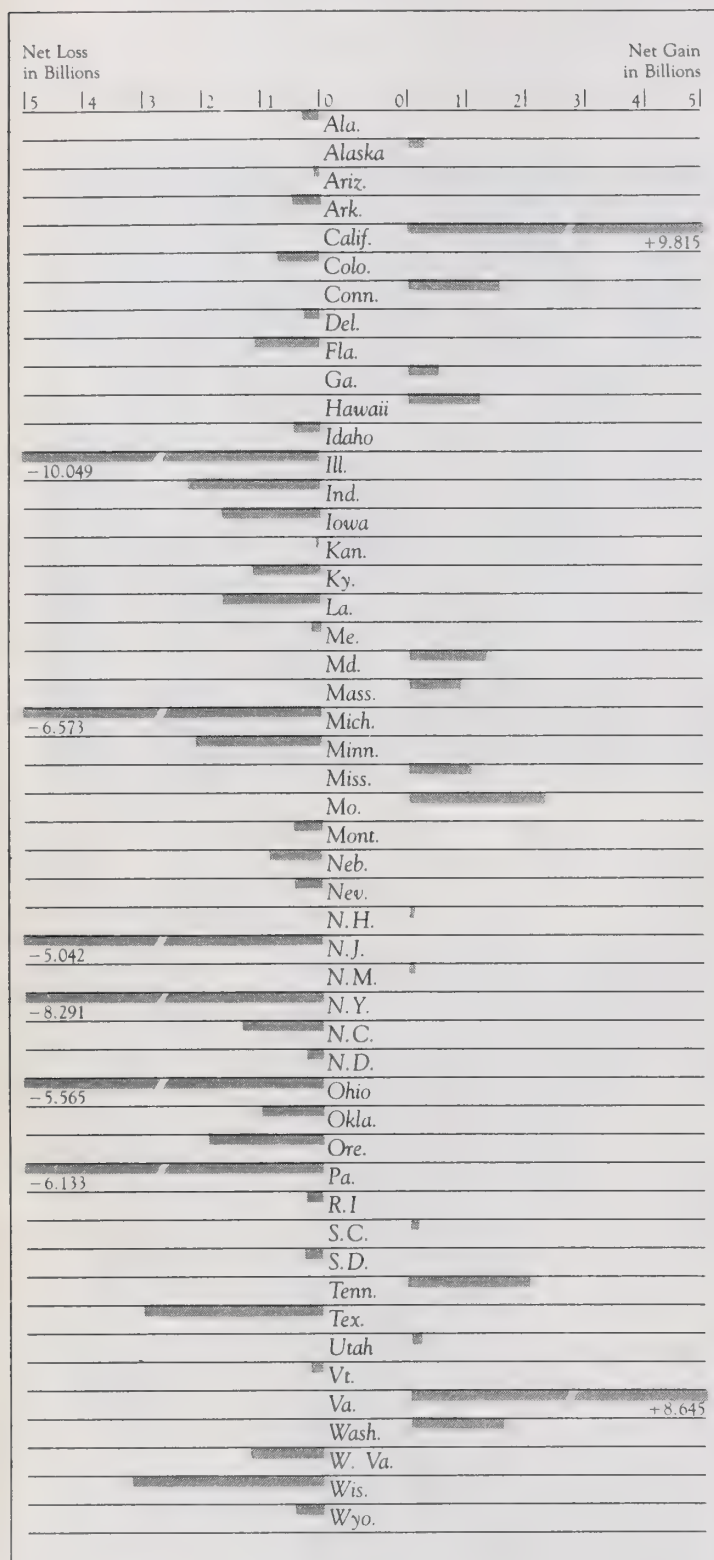 Net Loss Net Gain
in Billions in Billions
5 4 3 2 1 0 0 1 2 3 4 5
Ala.
Alaska
Ariz.
Ark.
Calif.
+9.815
Colo.
Conn.
Del.
Fla.
Ga.
Hawaii
Idaho
Ill.
−10.049
Ind.
Iowa
Kan.
Ky.
La.
Me.
Md.
Mass.
Mich.
−6.573
Minn.
Miss.
Mo.
Mont.
Neb.
Nev.
N.H.
N.J.
−5.042
N.M.
N.Y.
−8.291
N.C.
N.D.
Ohio
−5.565
Okla.
Ore.
Pa.
−6.133
R.I
S.C.
S.D.
Tenn.
Tex.
Utah
Vt.
Va.
+8.645
Wash.
W. Va.
Wis.
Wyo.